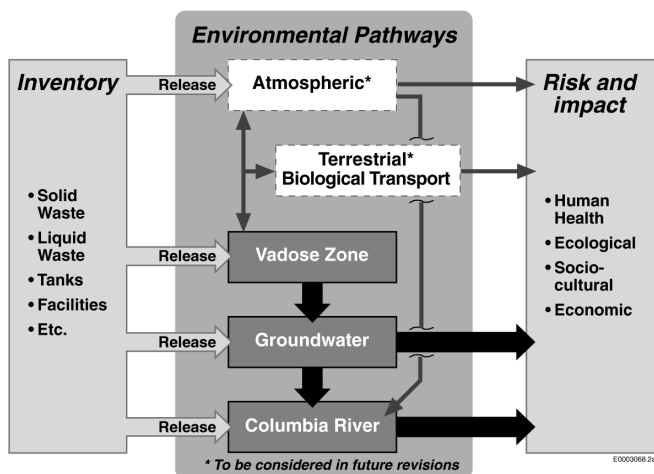 Environmental Pathways
Inventory
• Solid
Waste
• Liquid
Waste
• Tanks
• Facilities
• Etc.
Release
Release
Release
Release
Atmospheric*
Terrestrial*
Biological Transport
Vadose Zone
Groundwater
Columbia River
* To be considered in future revisions
Risk and
impact
• Human
Health
• Ecological
• Socio-
cultural
• Economic
E0003068.2a